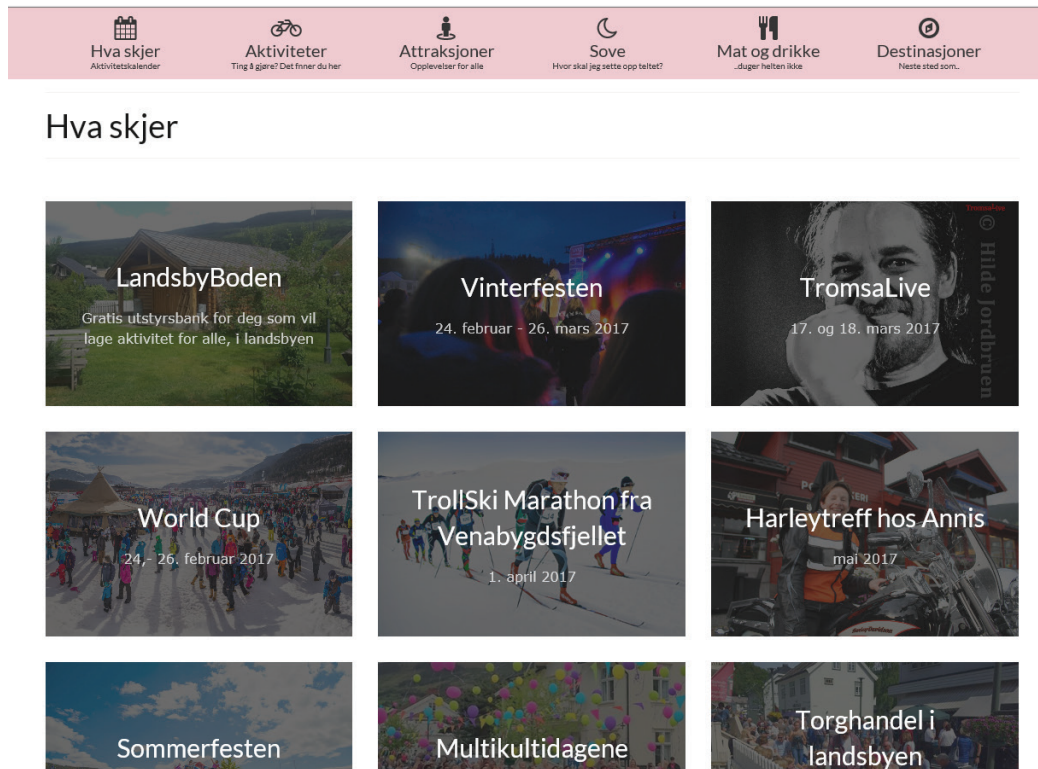 Hva skjer
Aktivitetskalender
Aktiviteter
Ting å gjøre? Det fnner du her
Attraksjoner
Opplevelser for alle
Sove
Hvor skal jeg sette opp teltet?
Mat og drikke
..duger helten ikke
Destinasjoner
Neste sted som..
Hva skjer
LandsbyBoden
Gratis utstyrsbank for deg som vil
lage aktivitet for alle, i landsbyen
Vinterfesten
24. februar - 26. mars 2017
TromsaLive
© Hilde Jordbruen
TromsaLive
17. og 18. mars 2017
World Cup
24,- 26. februar 2017
TrollSki Marathon fra
Venabygdsfjellet
1. april 2017
Harleytreff hos Annis
mai 2017
Sommerfesten
Multikultidagene
Torghandel i
landsbyen